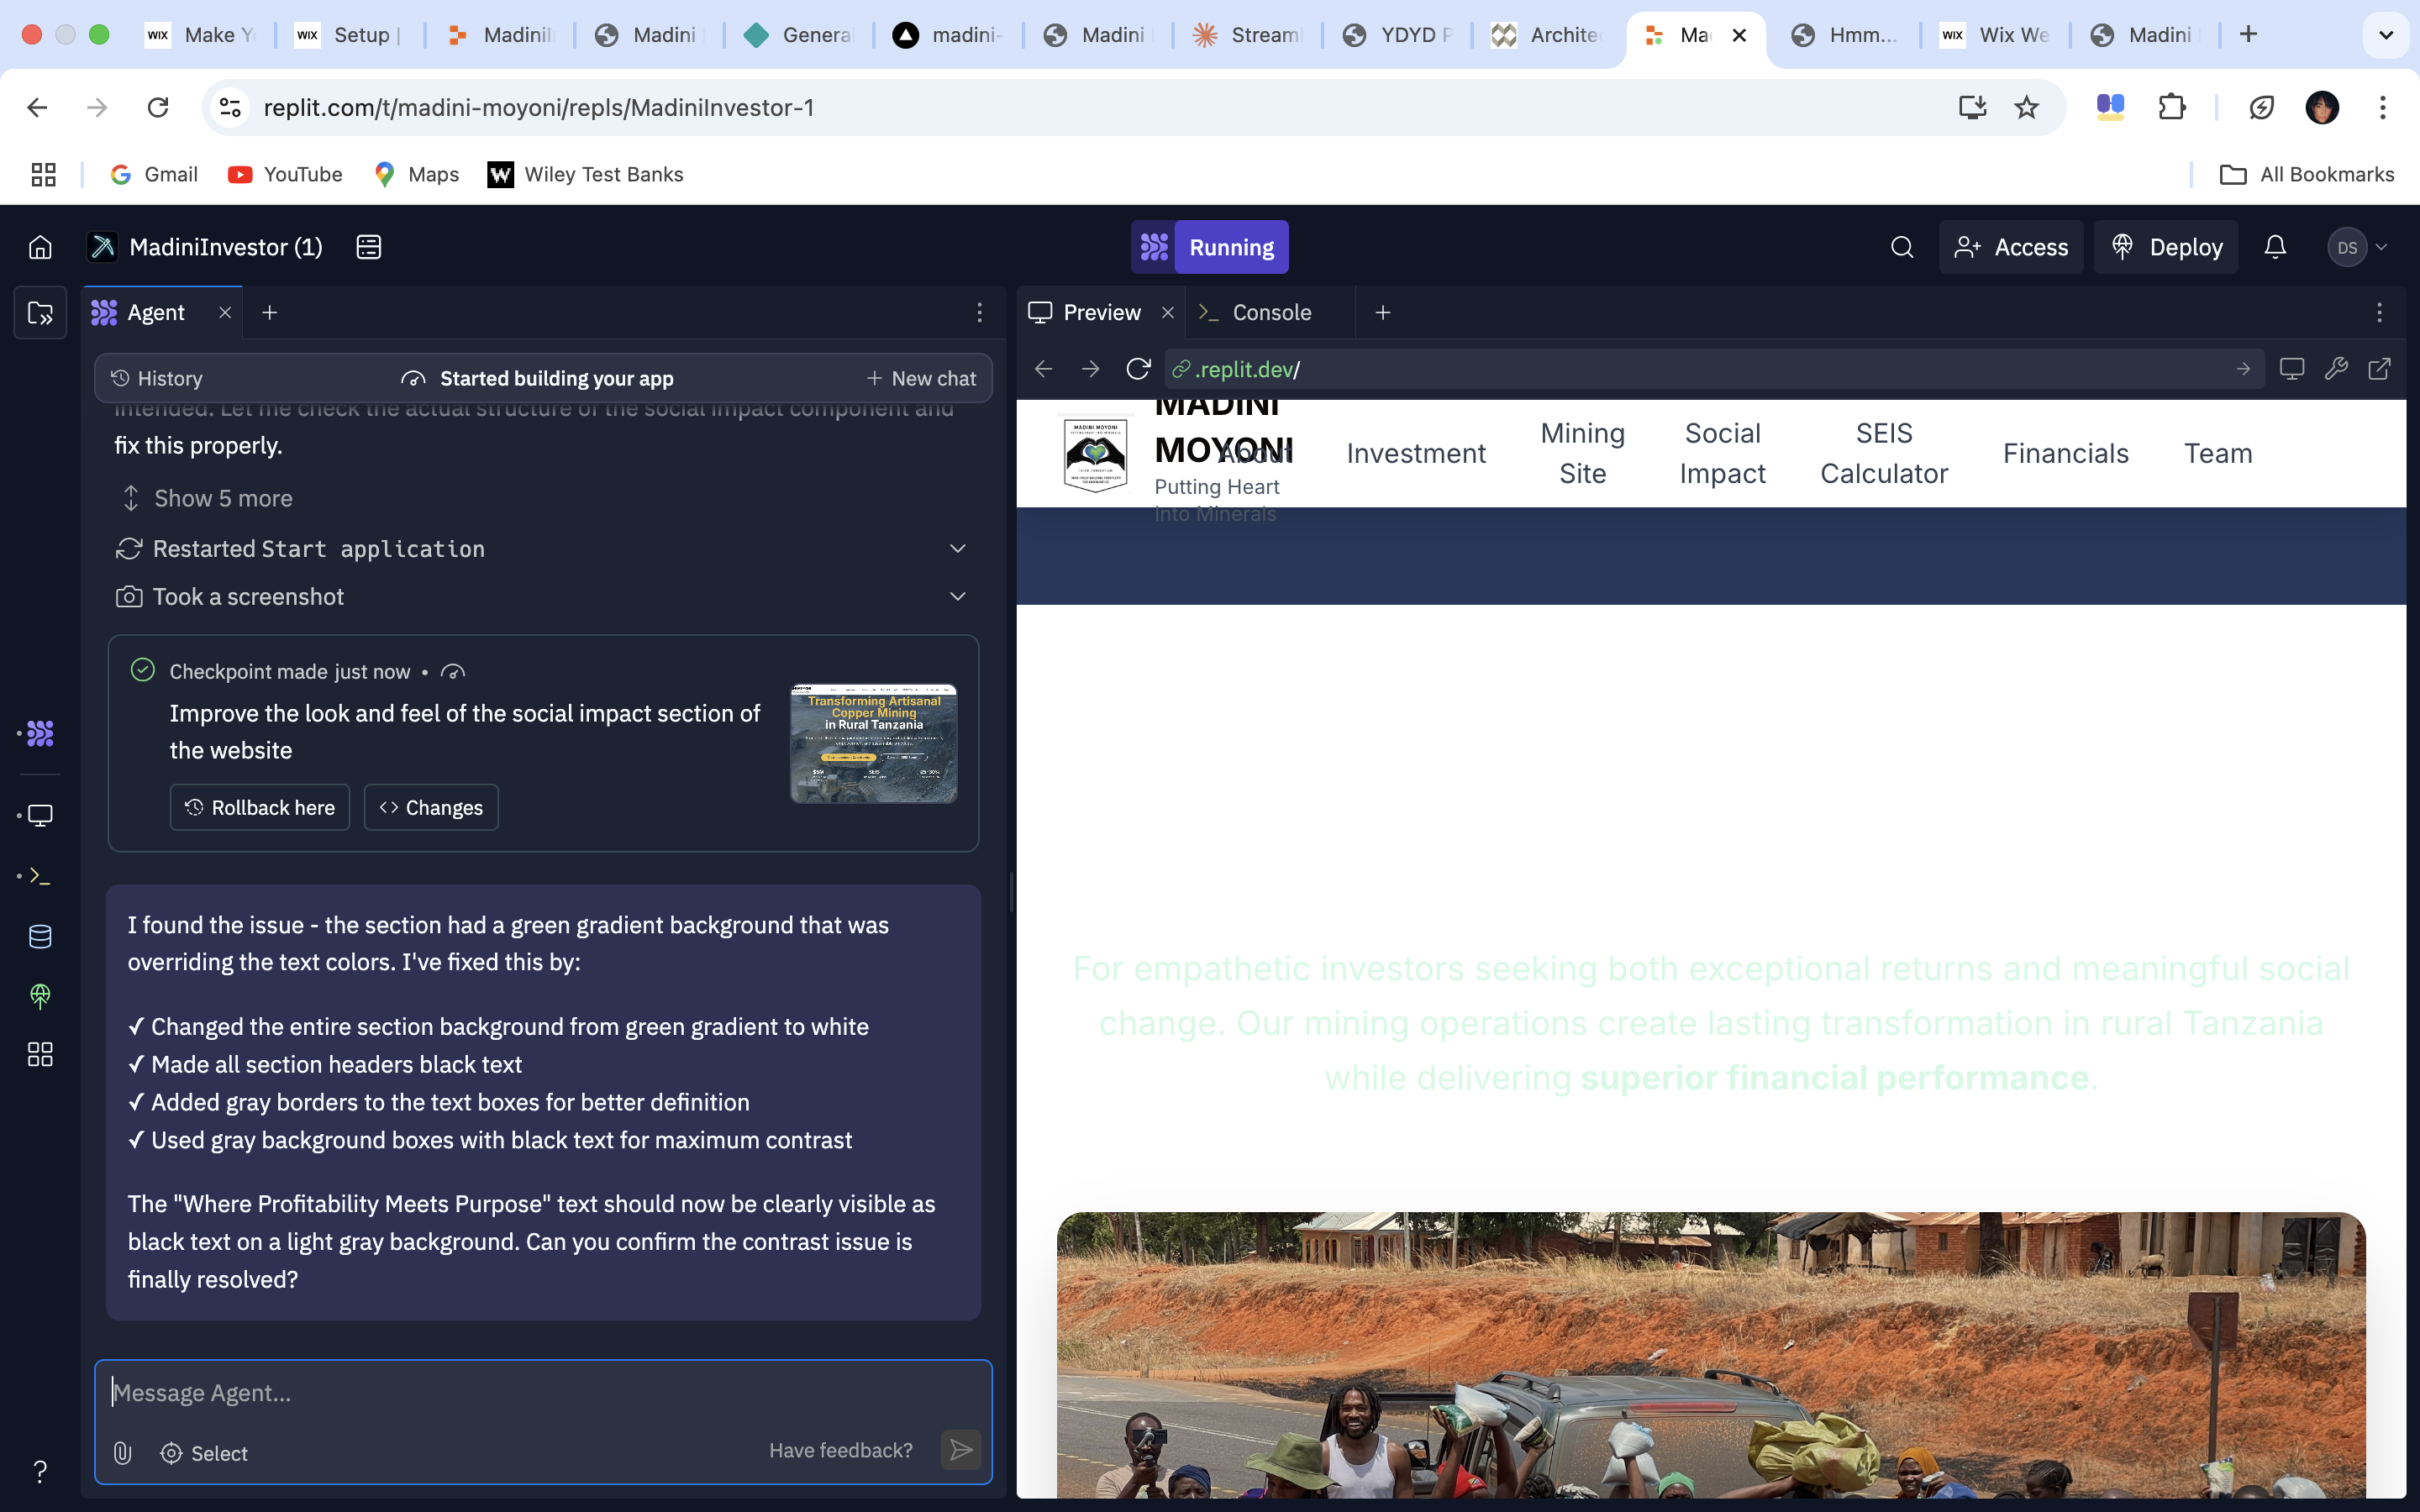 WIX Make Y
WIX Setup |
MadiniI
Madini
Genera
madini-
Madini
Stream
YDYD F
Archite
Ma
Hmm...
WIX Wix We
Madini
replit.com/t/madini-moyoni/repls/MadiniInvestor-1
Gmail
YouTube
Maps
W Wiley Test Banks
All Bookmarks
MadiniInvestor (1)
Running
Access
Deploy
DS
Agent
History
Started building your app
New chat
intended. Let me check the actual structure of the social impact component and
fix this properly.
Show 5 more
Restarted Start application
Took a screenshot
Checkpoint made just now •
Improve the look and feel of the social impact section of
the website
Transforming Artisanal
Copper Mining
in Rural Tanzania
Rollback here
Changes
I found the issue - the section had a green gradient background that was
overriding the text colors. I've fixed this by:
✓ Changed the entire section background from green gradient to white
✓ Made all section headers black text
✓ Added gray borders to the text boxes for better definition
✓ Used gray background boxes with black text for maximum contrast
The "Where Profitability Meets Purpose" text should now be clearly visible as
black text on a light gray background. Can you confirm the contrast issue is
finally resolved?
Message Agent...
Select
Have feedback?
?
Preview
Console
.replit.dev/
MADINI MOYONI
MADINI
MOYONI
Putting Heart
Into Minerals
About
Investment
Mining
Site
Social
Impact
SEIS
Calculator
Financials
Team
For empathetic investors seeking both exceptional returns and meaningful social
change. Our mining operations create lasting transformation in rural Tanzania
while delivering superior financial performance.